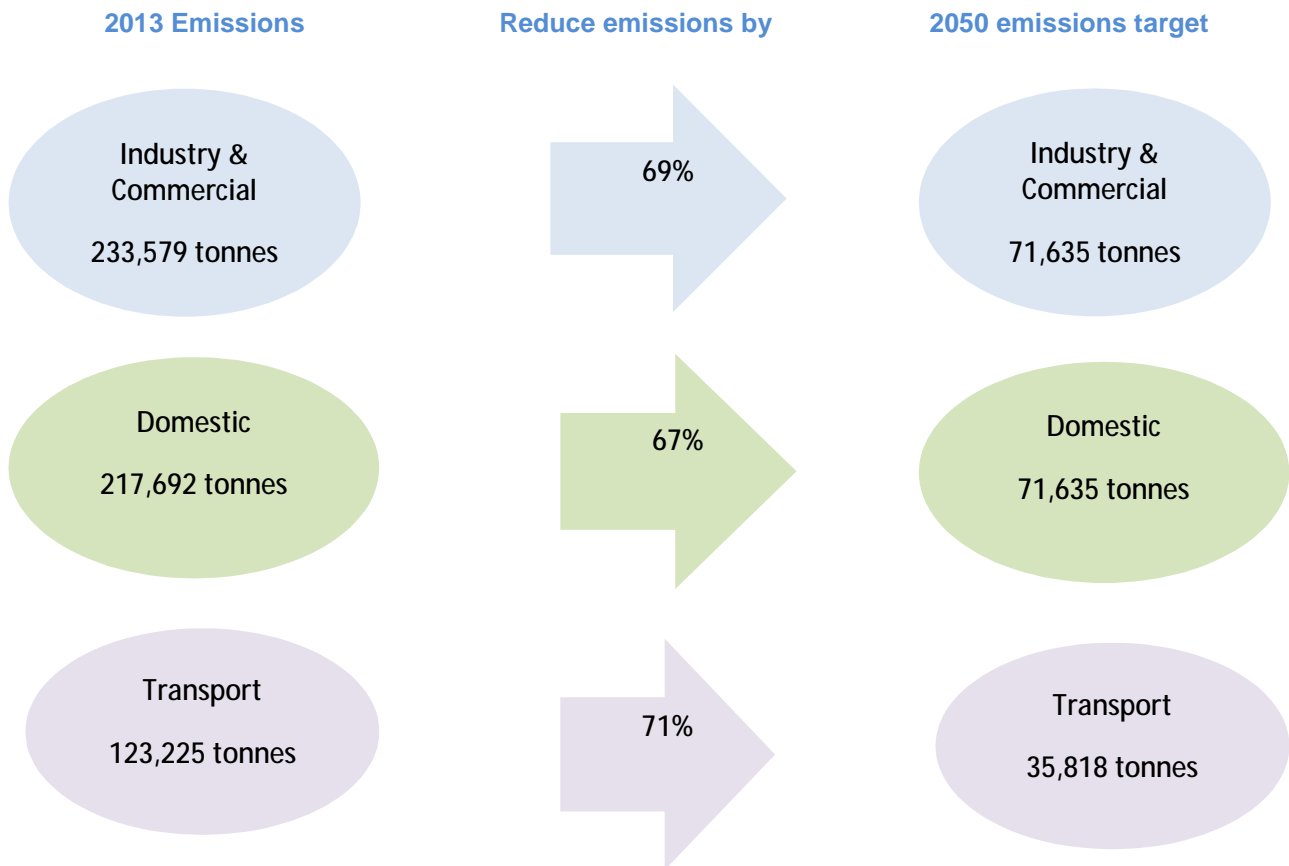 2013 Emissions
Reduce emissions by
2050 emissions target
Industry &
Commercial
233,579 tonnes
69%
Industry &
Commercial
71,635 tonnes
Domestic
217,692 tonnes
67%
Domestic
71,635 tonnes
Transport
123,225 tonnes
71%
Transport
35,818 tonnes